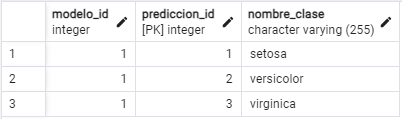 modelo_id prediccion_id nombre_clase
integer [PK] integer character varying (255)
1 1 1 setosa
2 1 2 versicolor
3 1 3 virginica